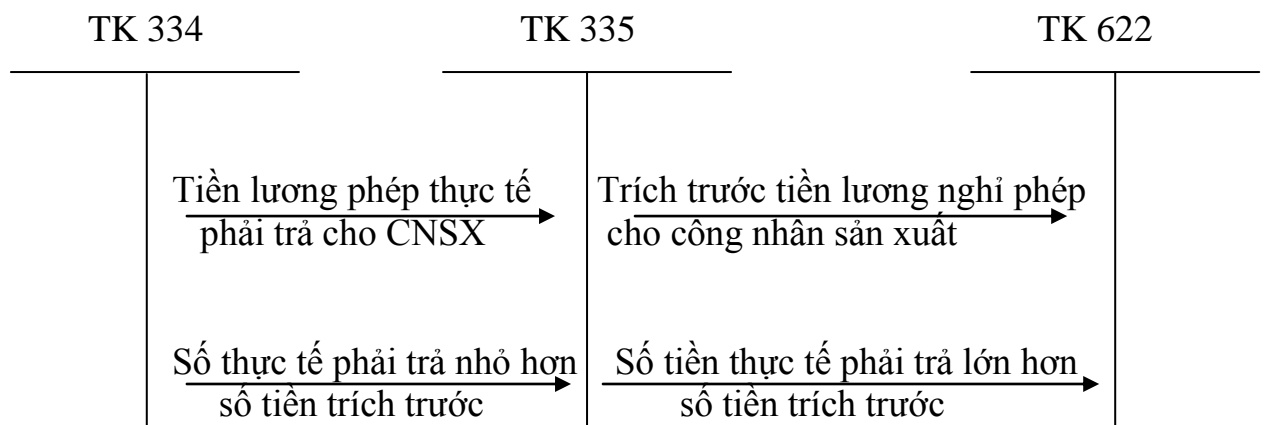 TK 334 TK 335 TK 622
Tiền lương phép thực tế
phải trả cho CNSX
Trích trước tiền lương nghỉ phép
cho công nhân sản xuất
Số thực tế phải trả nhỏ hơn
số tiền trích trước
Số tiền thực tế phải trả lớn hơn
số tiền trích trước